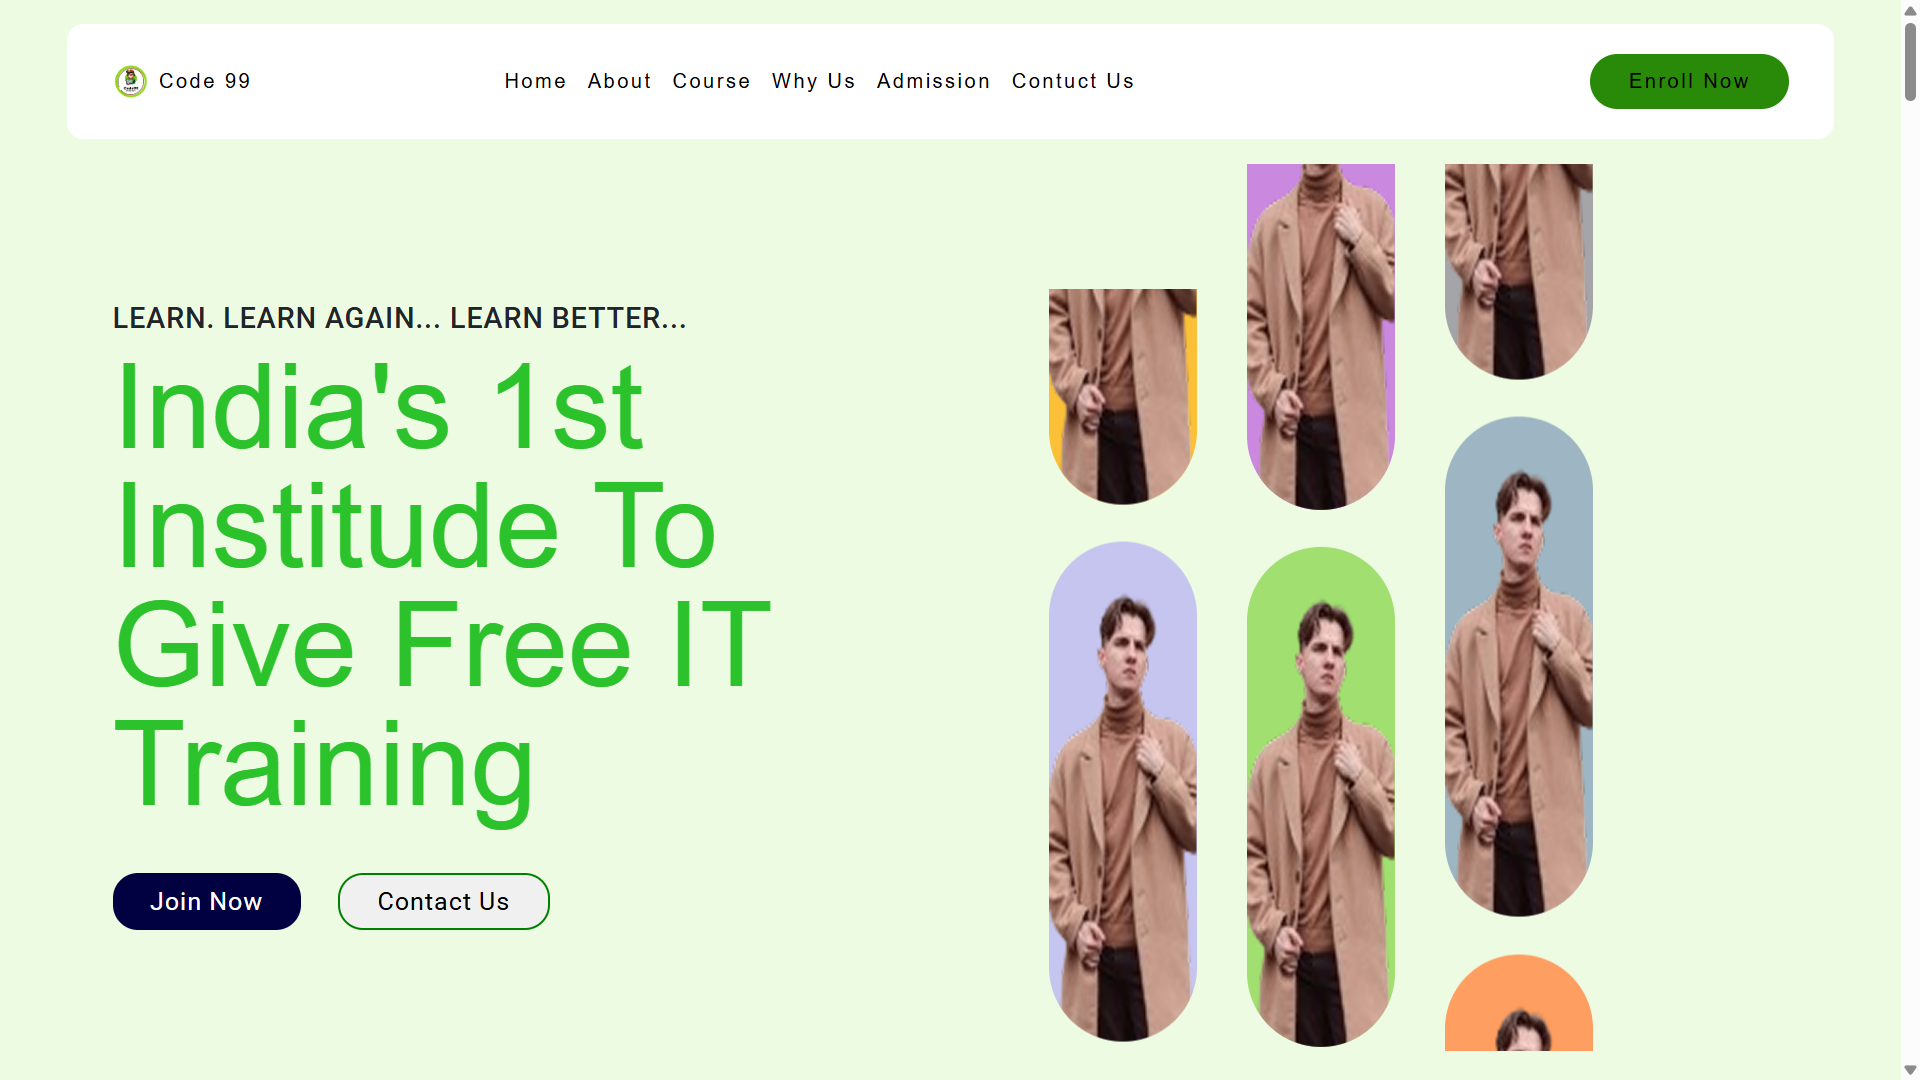 Code 99
Home About Course Why Us Admission Contuct Us
Enroll Now
LEARN. LEARN AGAIN... LEARN BETTER...
India's 1st
Institude To
Give Free IT
Training
Join Now
Contact Us